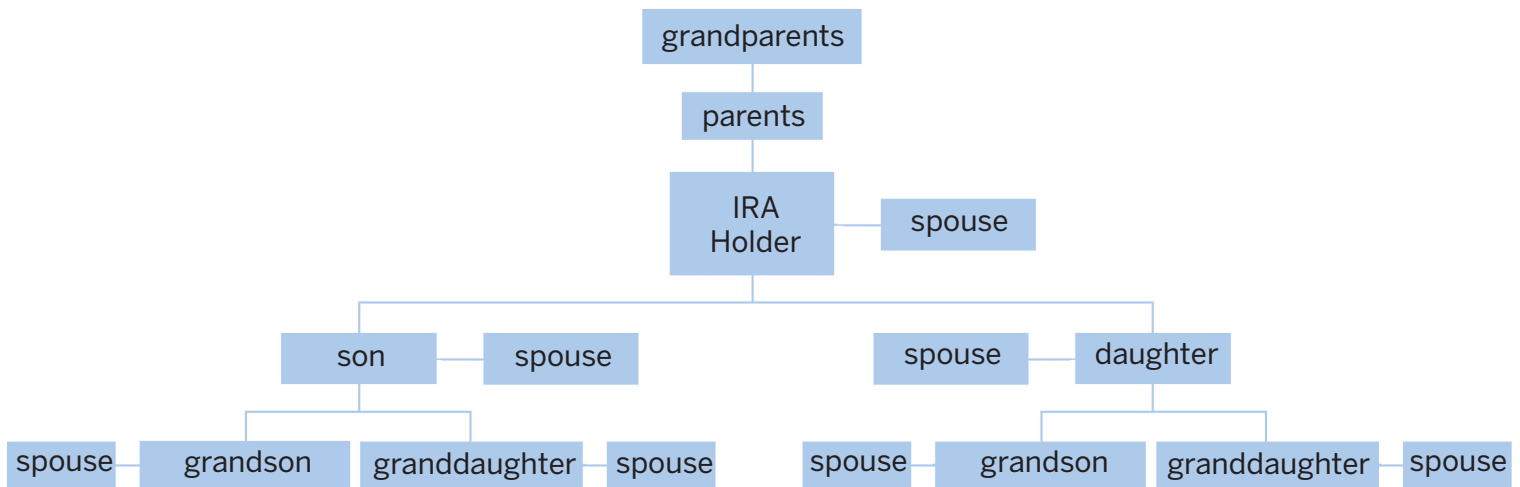 grandparents
parents
IRA
Holder
spouse
son
spouse
spouse
daughter
spouse
grandson
granddaughter
spouse
spouse
grandson
granddaughter
spouse